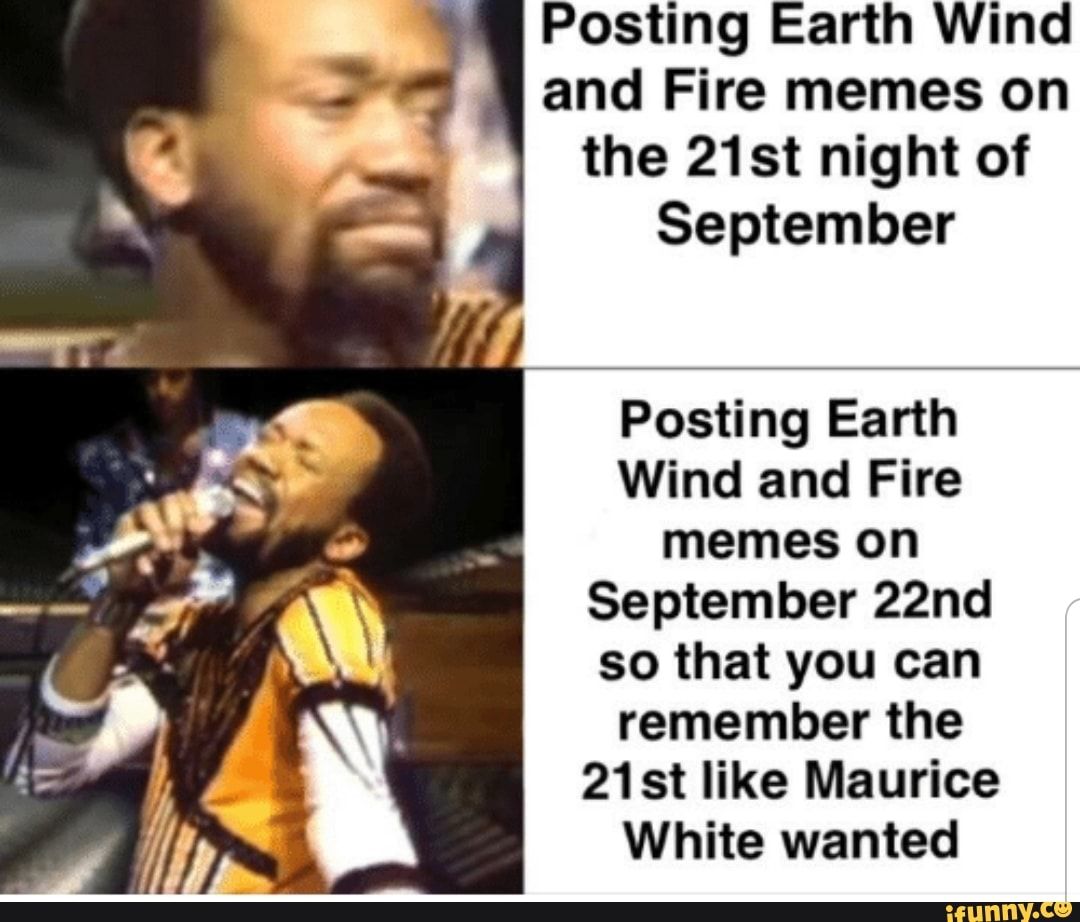 Posting Earth Wind
and Fire memes on
the 21st night of
September
Posting Earth
Wind and Fire
memes on
September 22nd
so that you can
remember the
21st like Maurice
White wanted
ifunny.co